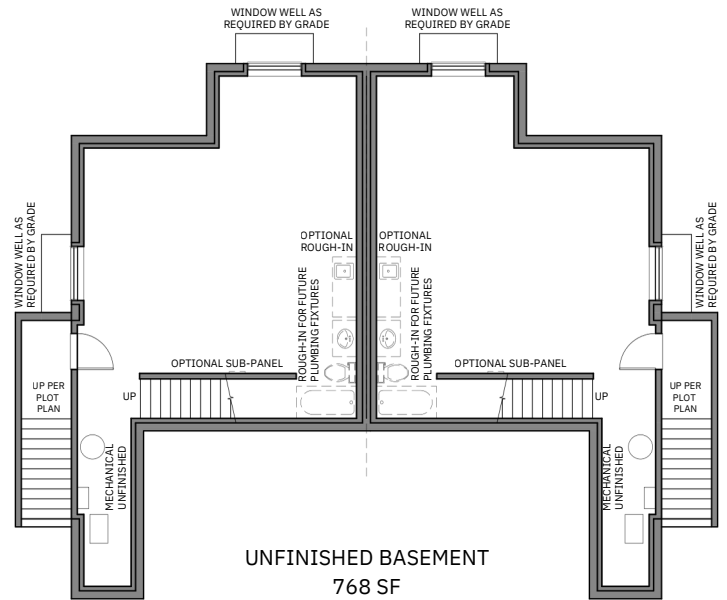 WINDOW WELL AS
REQUIRED BY GRADE
WINDOW WELL AS
REQUIRED BY GRADE
WINDOW WELL AS
REQUIRED BY GRADE
WINDOW WELL AS
REQUIRED BY GRADE
OPTIONAL
ROUGH-IN
OPTIONAL
ROUGH-IN
ROUGH-IN FOR FUTURE
PLUMBING FIXTURES
ROUGH-IN FOR FUTURE
PLUMBING FIXTURES
OPTIONAL SUB-PANEL
OPTIONAL SUB-PANEL
UP PER
PLOT
PLAN
UP
UP
UP PER
PLOT
PLAN
MECHANICAL
UNFINISHED
MECHANICAL
UNFINISHED
UNFINISHED BASEMENT
768 SF